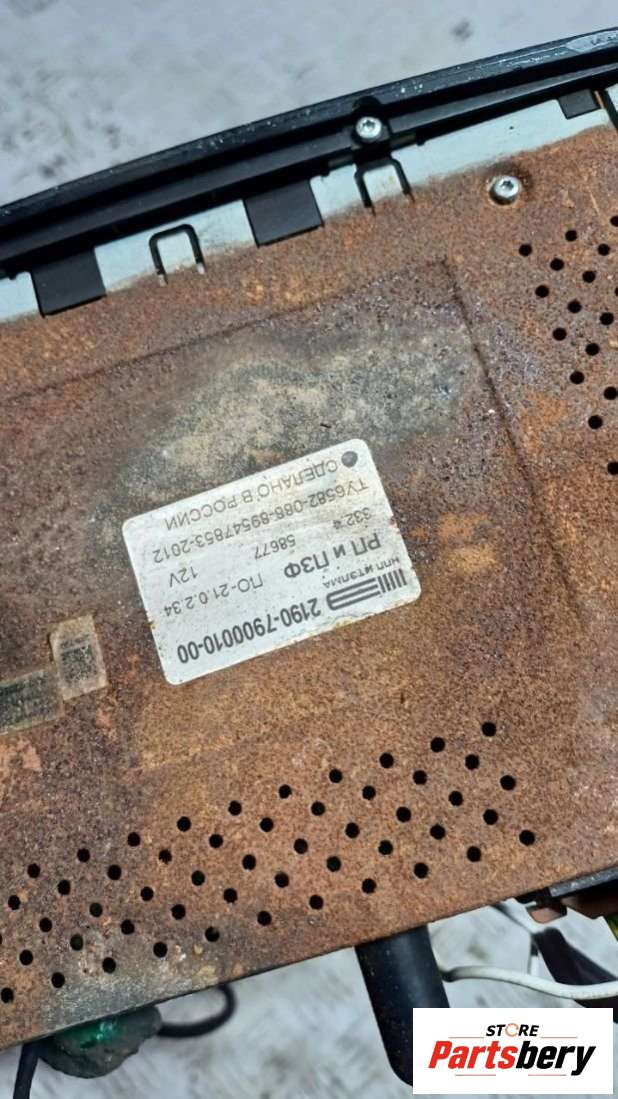 2190-7900010-00
НПП ИТЭЛМА
РП и ПЗФ ПО-21.0.2.34
58677 12V
332
ТУ6582-086-89547853-2012
СДЕЛАНО В РОССИИ
STORE
Partsbery